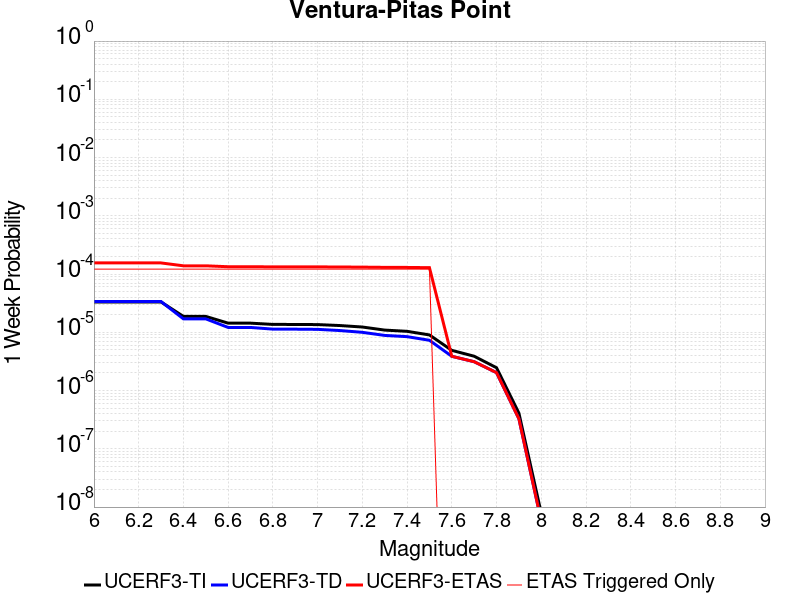 Ventura-Pitas Point
10^0
10^-1
10^-2
10^-3
10^-4
10^-5
10^-6
10^-7
10^-8
1 Week Probability
6 6.2 6.4 6.6 6.8 7 7.2 7.4 7.6 7.8 8 8.2 8.4 8.6 8.8 9
Magnitude
UCERF3-TI UCERF3-TD UCERF3-ETAS ETAS Triggered Only